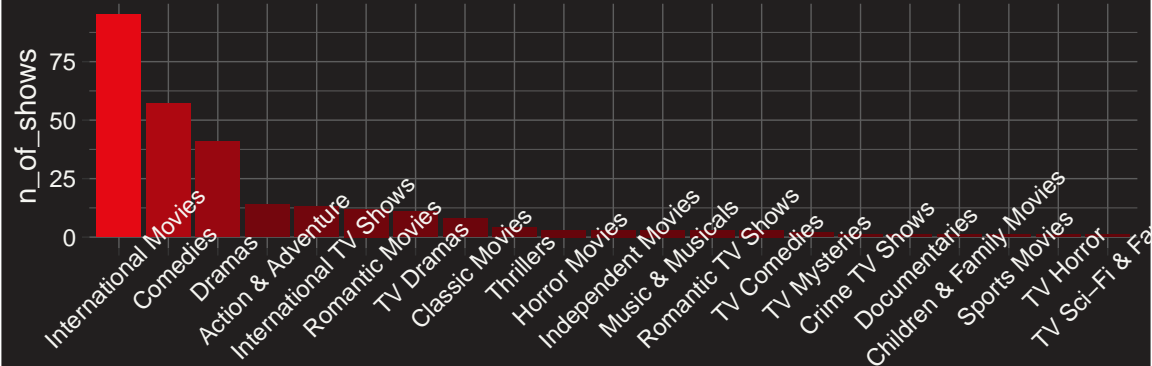 n_of_shows
75
50
25
0
International Movies
Comedies
Dramas
Action & Adventure
International TV Shows
Romantic Movies
TV Dramas
Classic Movies
Thrillers
Horror Movies
Independent Movies
Music & Musicals
Romantic TV Shows
TV Comedies
TV Mysteries
Crime TV Shows
Documentaries
Children & Family Movies
Sports Movies
TV Horror
TV Sci−Fi & Fa